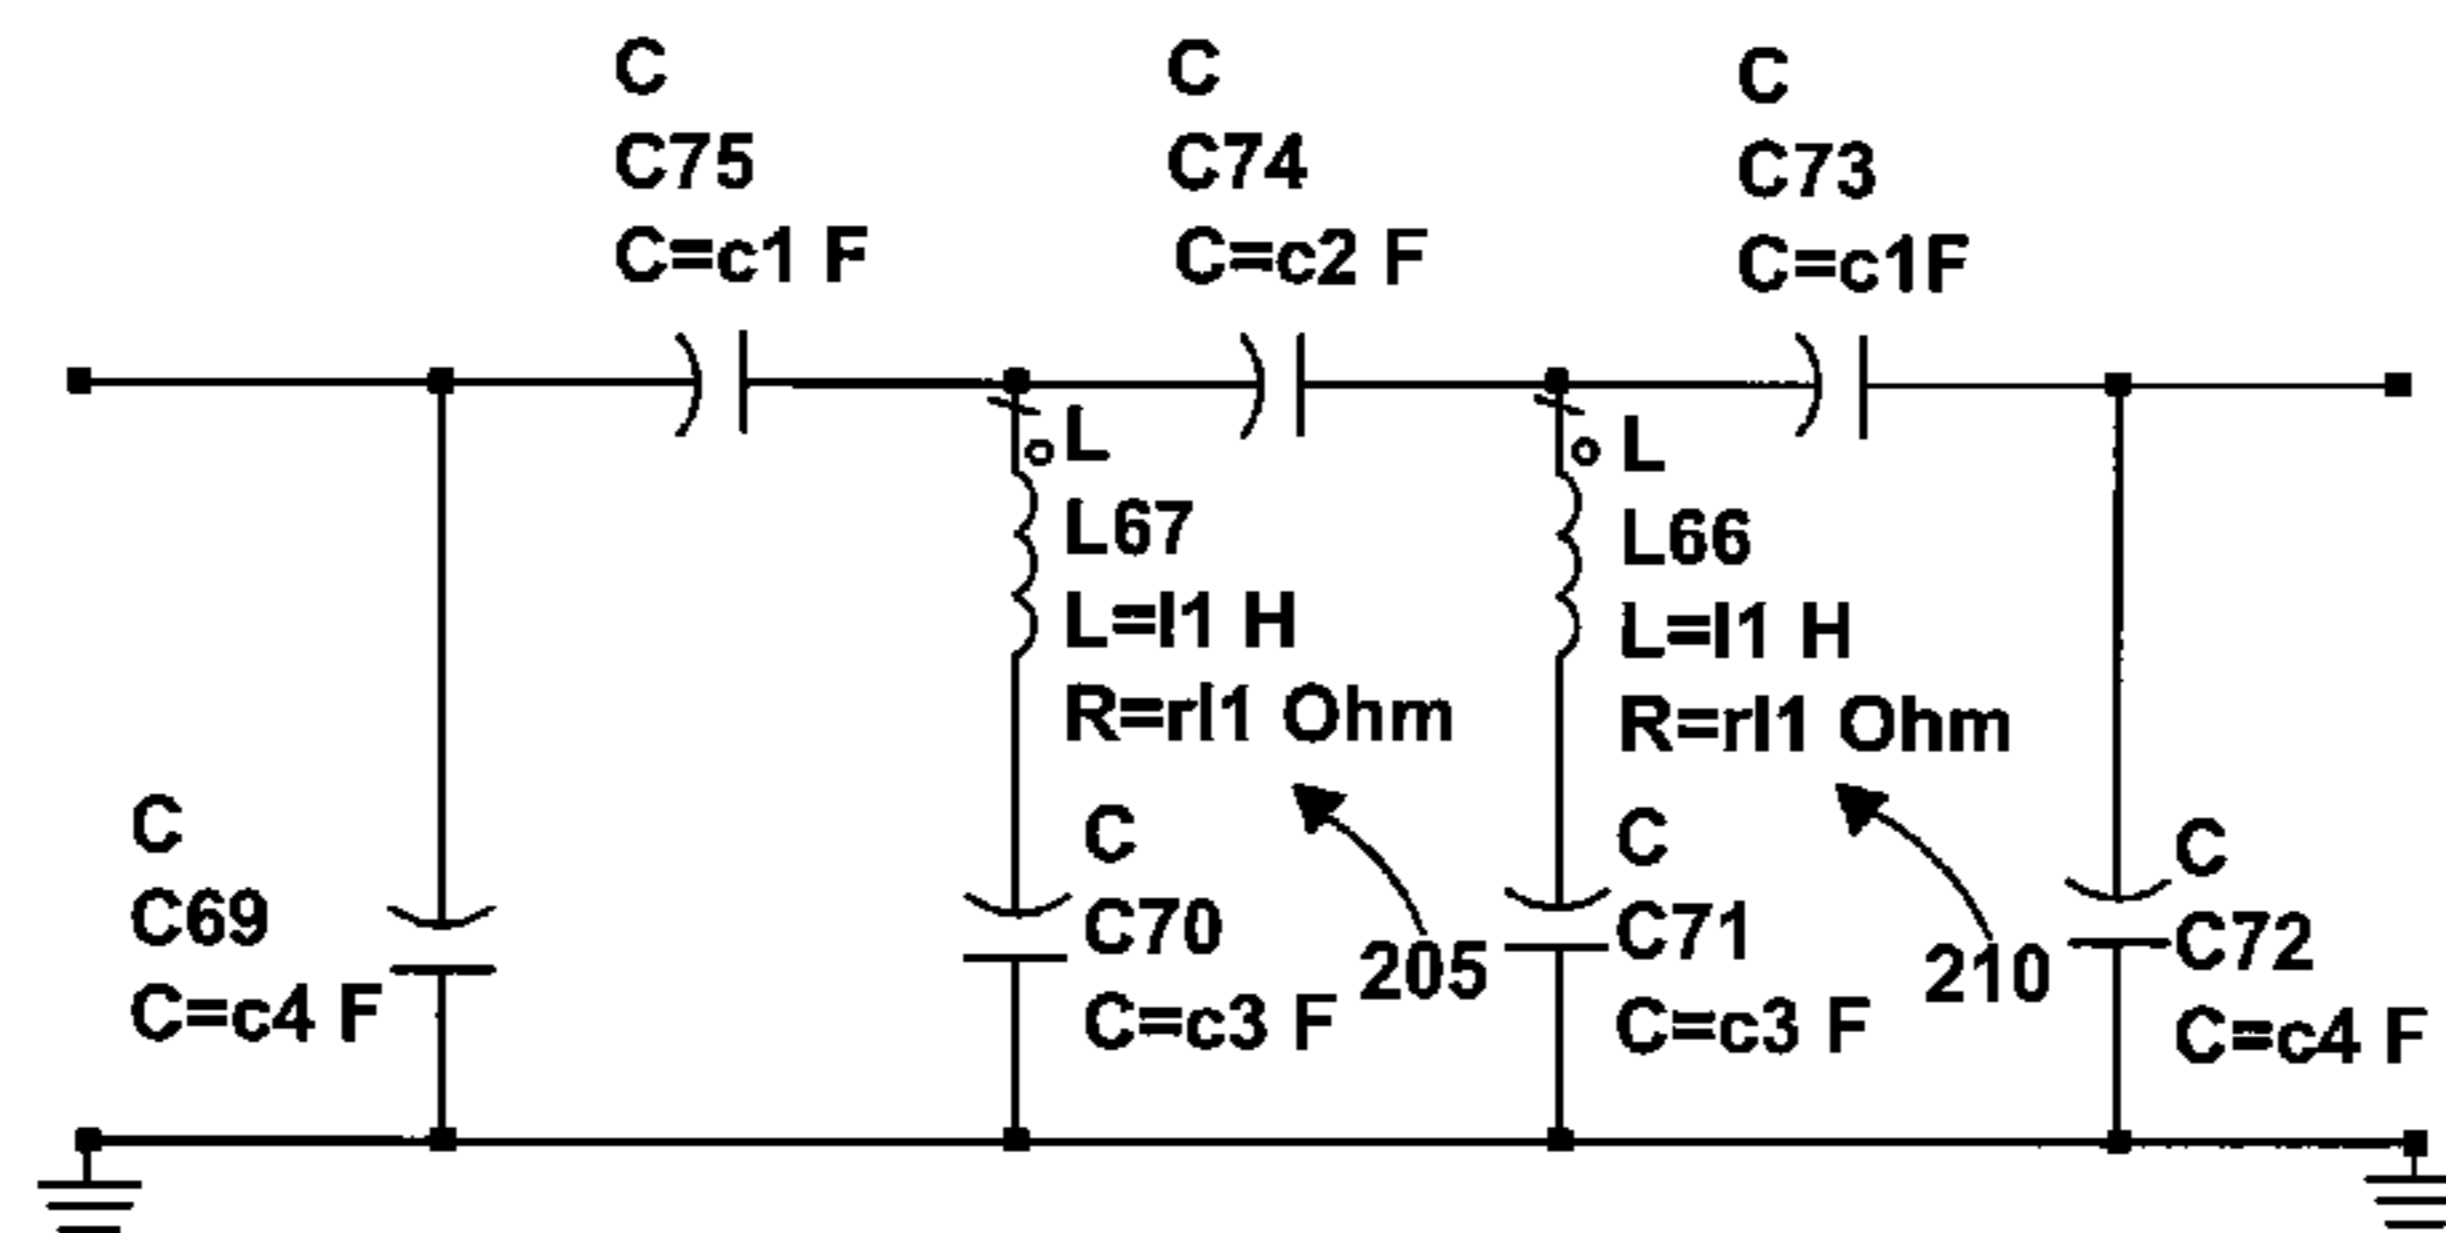 C
C75
C=c1 F
C
C74
C=c2 F
C
C73
C=c1F
L
L67
L=l1 H
R=rl1 Ohm
L
L66
L=l1 H
R=rl1 Ohm
C
C69
C=c4 F
C
C70
C=c3 F
205
C
C71
C=c3 F
210
C
C72
C=c4 F